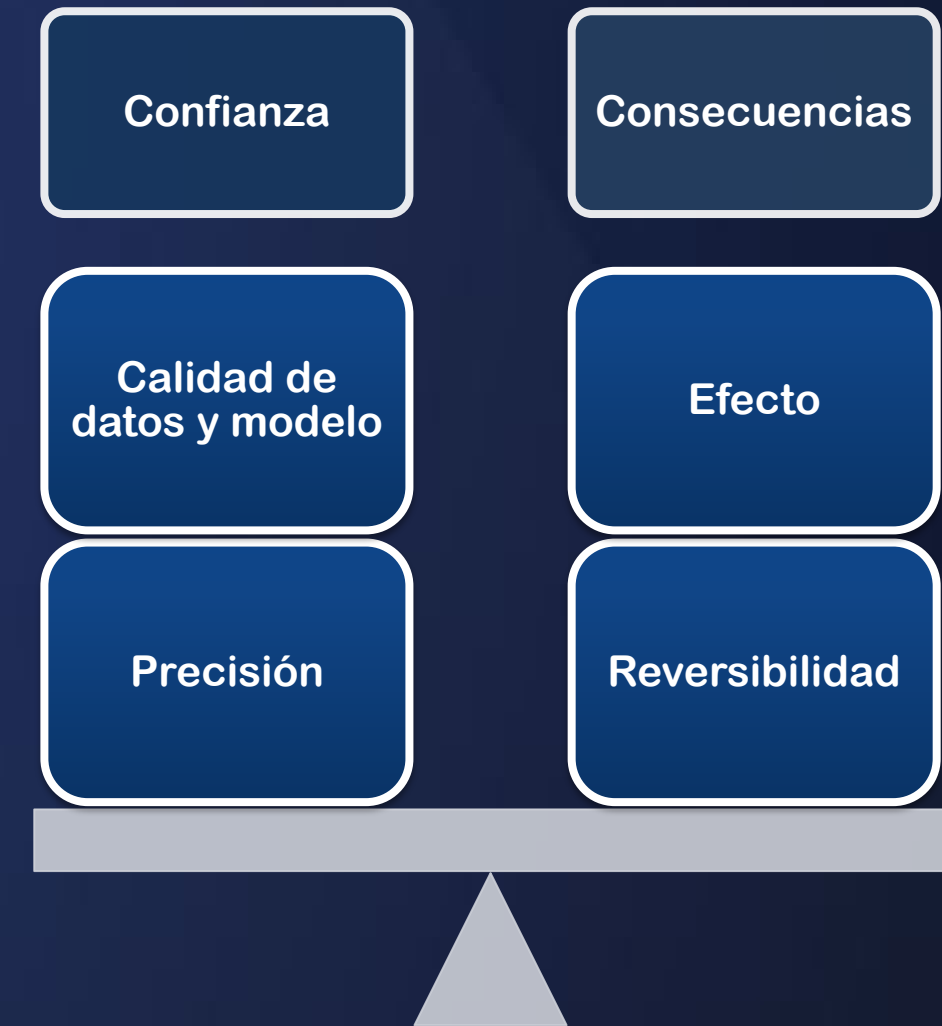 Confianza
Consecuencias
Calidad de
datos y modelo
Efecto
Precisión
Reversibilidad